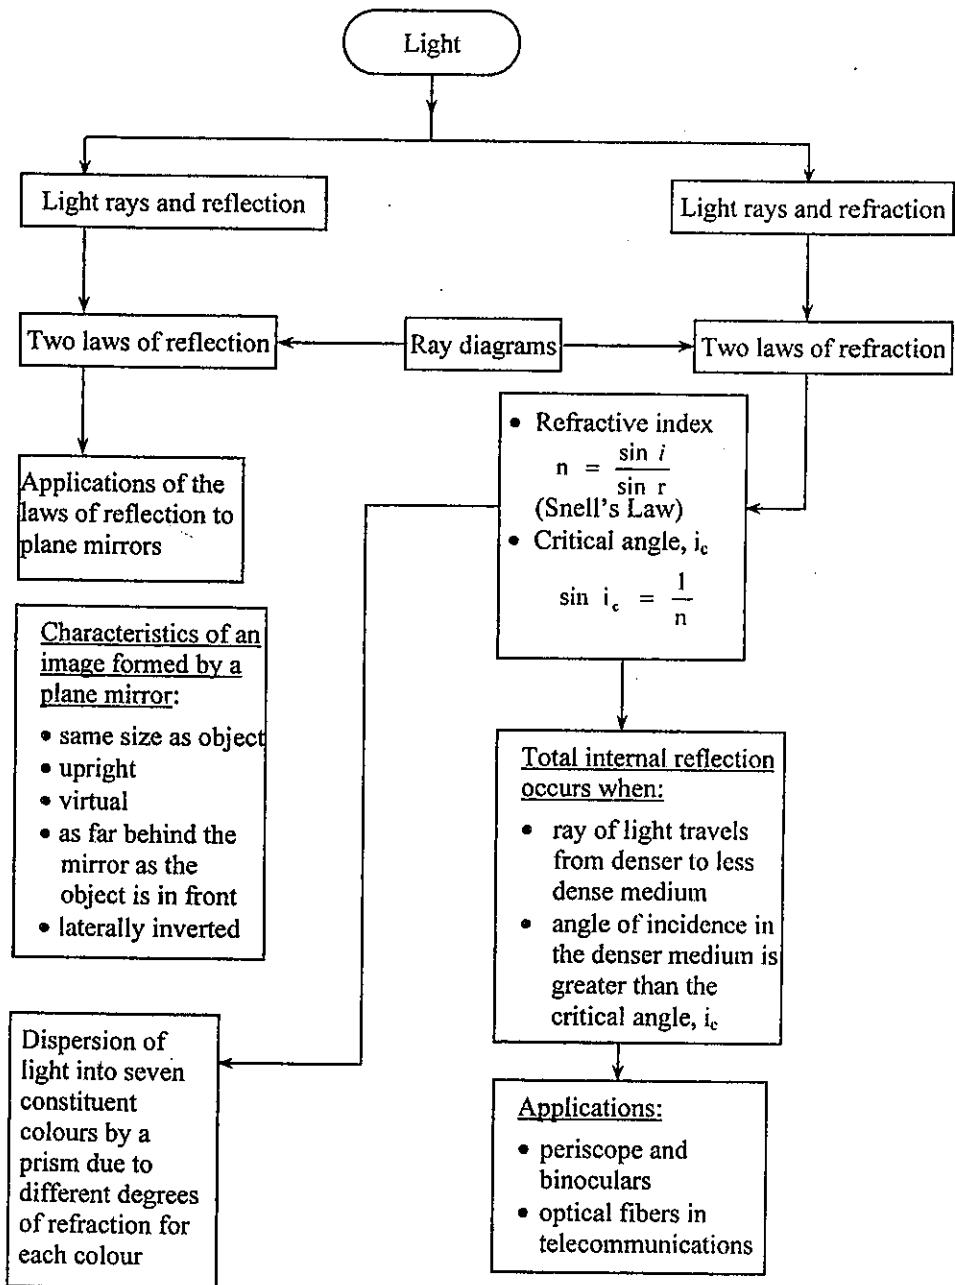 Light
Light rays and reflection
Light rays and refraction
Two laws of reflection
Ray diagrams
Two laws of refraction
Applications of the
laws of reflection to
plane mirrors
• Refractive index
n = sin i / sin r
(Snell's Law)
• Critical angle, i_c
sin i_c = 1 / n
Characteristics of an
image formed by a
plane mirror:
• same size as object
• upright
• virtual
• as far behind the
mirror as the
object is in front
• laterally inverted
Total internal reflection
occurs when:
• ray of light travels
from denser to less
dense medium
• angle of incidence in
the denser medium is
greater than the
critical angle, i_c
Dispersion of
light into seven
constituent
colours by a
prism due to
different degrees
of refraction for
each colour
Applications:
• periscope and
binoculars
• optical fibers in
telecommunications